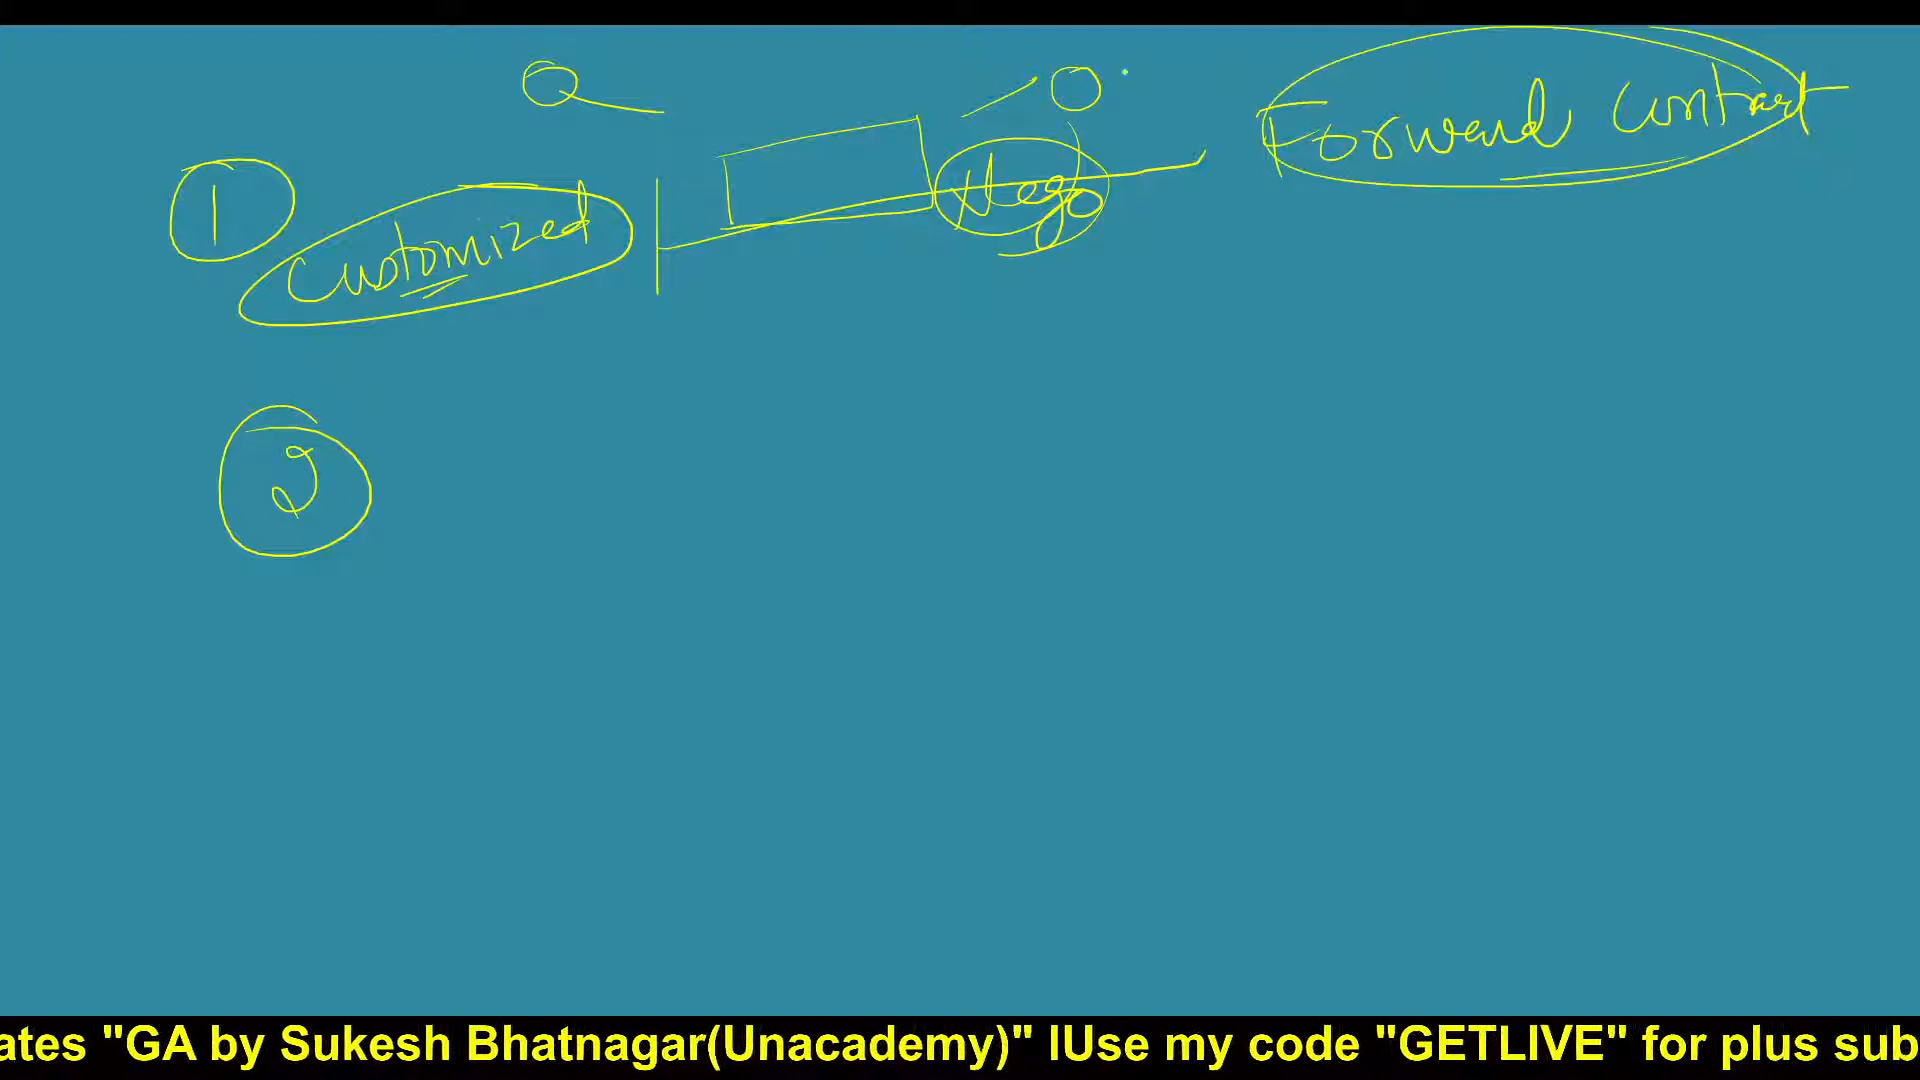 Forward contract
1
Customized
Nego
2
ates "GA by Sukesh Bhatnagar(Unacademy)" lUse my code "GETLIVE" for plus sub